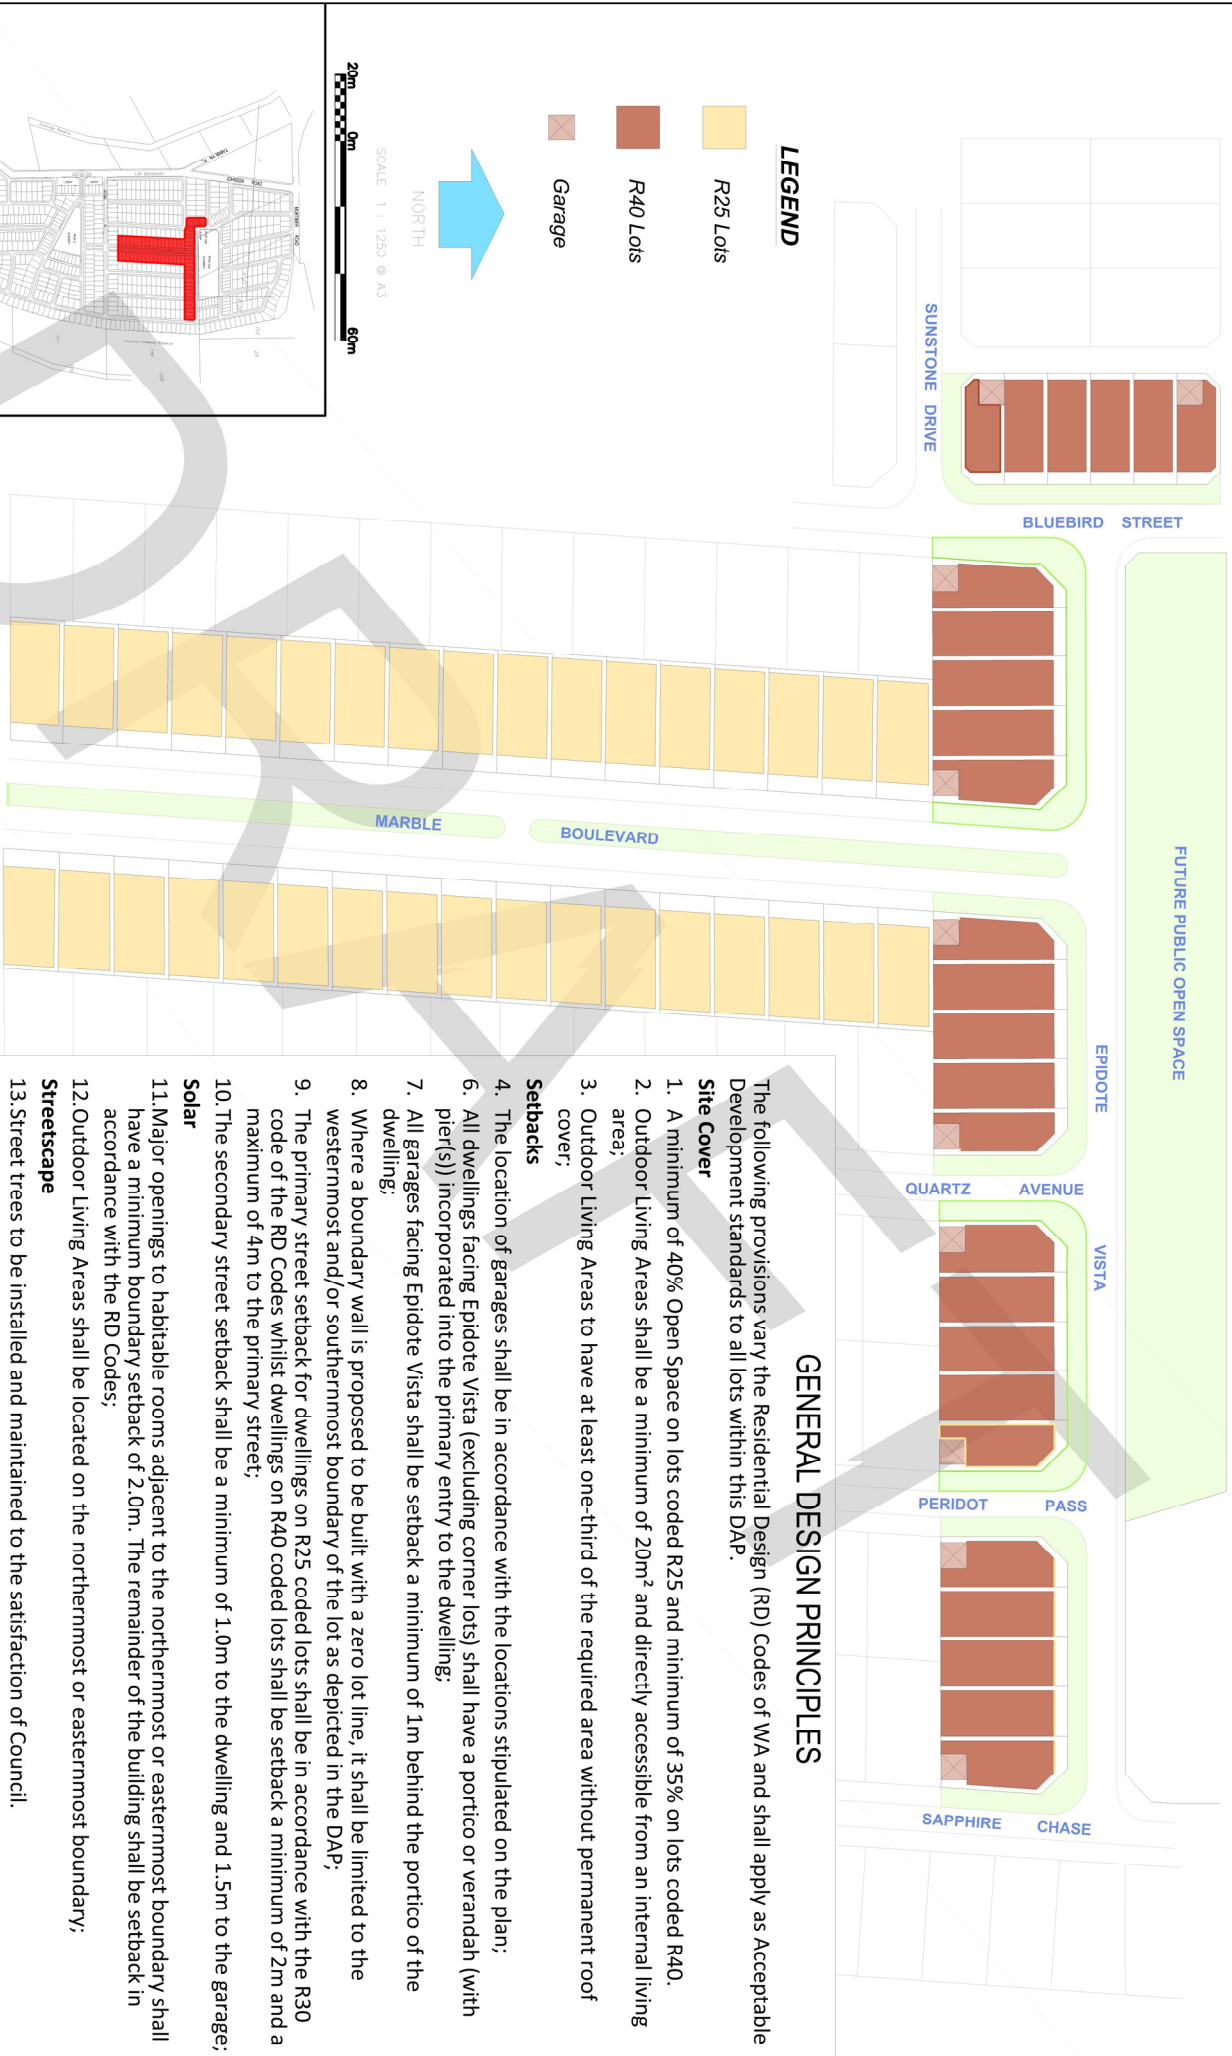 LEGEND
R25 Lots
R40 Lots
Garage
NORTH
SCALE 1 : 1250 @ A3
20m 0m 60m
MORTIMER ROAD
LSP BOUNDARY
SUNSTONE DRIVE
BLUEBIRD STREET
MARBLE BOULEVARD
FUTURE PUBLIC OPEN SPACE
EPIDOTE VISTA
QUARTZ AVENUE
PERIDOT PASS
SAPPHIRE CHASE
DRAFT
GENERAL DESIGN PRINCIPLES
The following provisions vary the Residential Design (RD) Codes of WA and shall apply as Acceptable
Development standards to all lots within this DAP.
Site Cover
1. A minimum of 40% Open Space on lots coded R25 and minimum of 35% on lots coded R40.
2. Outdoor Living Areas shall be a minimum of 20m² and directly accessible from an internal living
area;
3. Outdoor Living Areas to have at least one-third of the required area without permanent roof
cover;
Setbacks
4. The location of garages shall be in accordance with the locations stipulated on the plan;
6. All dwellings facing Epidote Vista (excluding corner lots) shall have a portico or verandah (with
pier(s)) incorporated into the primary entry to the dwelling;
7. All garages facing Epidote Vista shall be setback a minimum of 1m behind the portico of the
dwelling;
8. Where a boundary wall is proposed to be built with a zero lot line, it shall be limited to the
westernmost and/or southernmost boundary of the lot as depicted in the DAP;
9. The primary street setback for dwellings on R25 coded lots shall be in accordance with the R30
code of the RD Codes whilst dwellings on R40 coded lots shall be setback a minimum of 2m and a
maximum of 4m to the primary street;
10.The secondary street setback shall be a minimum of 1.0m to the dwelling and 1.5m to the garage;
Solar
11.Major openings to habitable rooms adjacent to the northernmost or easternmost boundary shall
have a minimum boundary setback of 2.0m. The remainder of the building shall be setback in
accordance with the RD Codes;
12.Outdoor Living Areas shall be located on the northernmost or easternmost boundary;
Streetscape
13.Street trees to be installed and maintained to the satisfaction of Council.